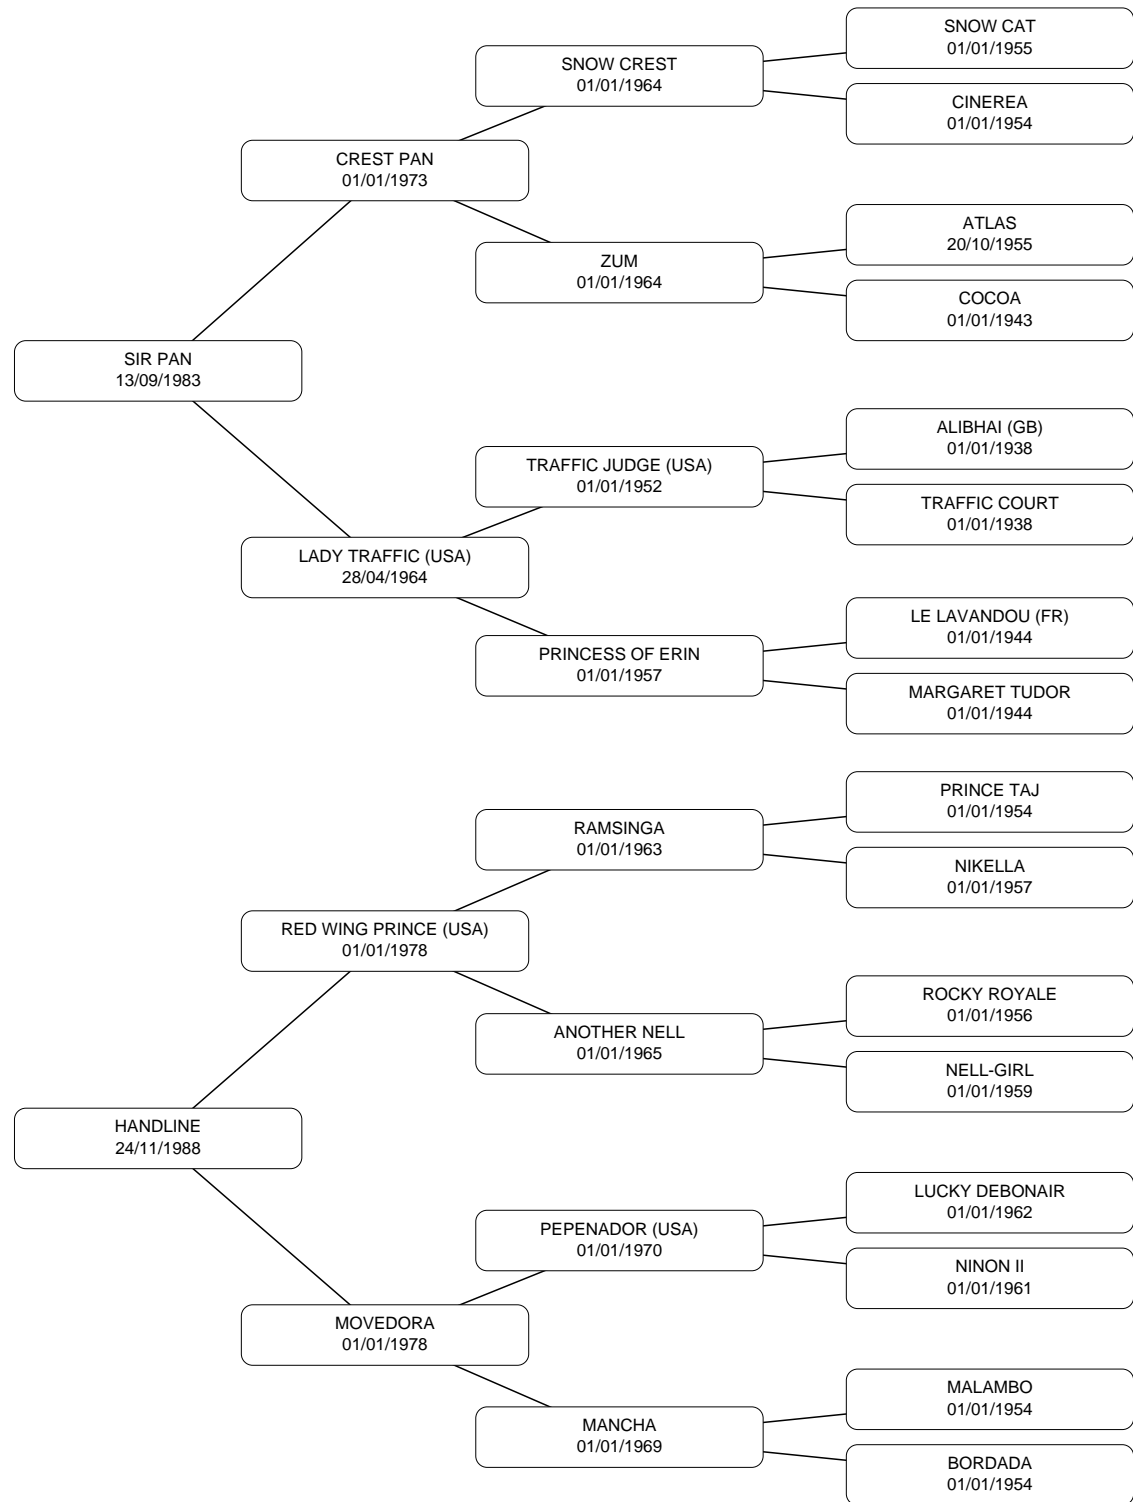 SNOW CAT
01/01/1955
SNOW CREST
01/01/1964
CINEREA
01/01/1954
CREST PAN
01/01/1973
ATLAS
20/10/1955
ZUM
01/01/1964
COCOA
01/01/1943
SIR PAN
13/09/1983
ALIBHAI (GB)
01/01/1938
TRAFFIC JUDGE (USA)
01/01/1952
TRAFFIC COURT
01/01/1938
LADY TRAFFIC (USA)
28/04/1964
LE LAVANDOU (FR)
01/01/1944
PRINCESS OF ERIN
01/01/1957
MARGARET TUDOR
01/01/1944
PRINCE TAJ
01/01/1954
RAMSINGA
01/01/1963
NIKELLA
01/01/1957
RED WING PRINCE (USA)
01/01/1978
ROCKY ROYALE
01/01/1956
ANOTHER NELL
01/01/1965
NELL-GIRL
01/01/1959
HANDLINE
24/11/1988
LUCKY DEBONAIR
01/01/1962
PEPENADOR (USA)
01/01/1970
NINON II
01/01/1961
MOVEDORA
01/01/1978
MALAMBO
01/01/1954
MANCHA
01/01/1969
BORDADA
01/01/1954